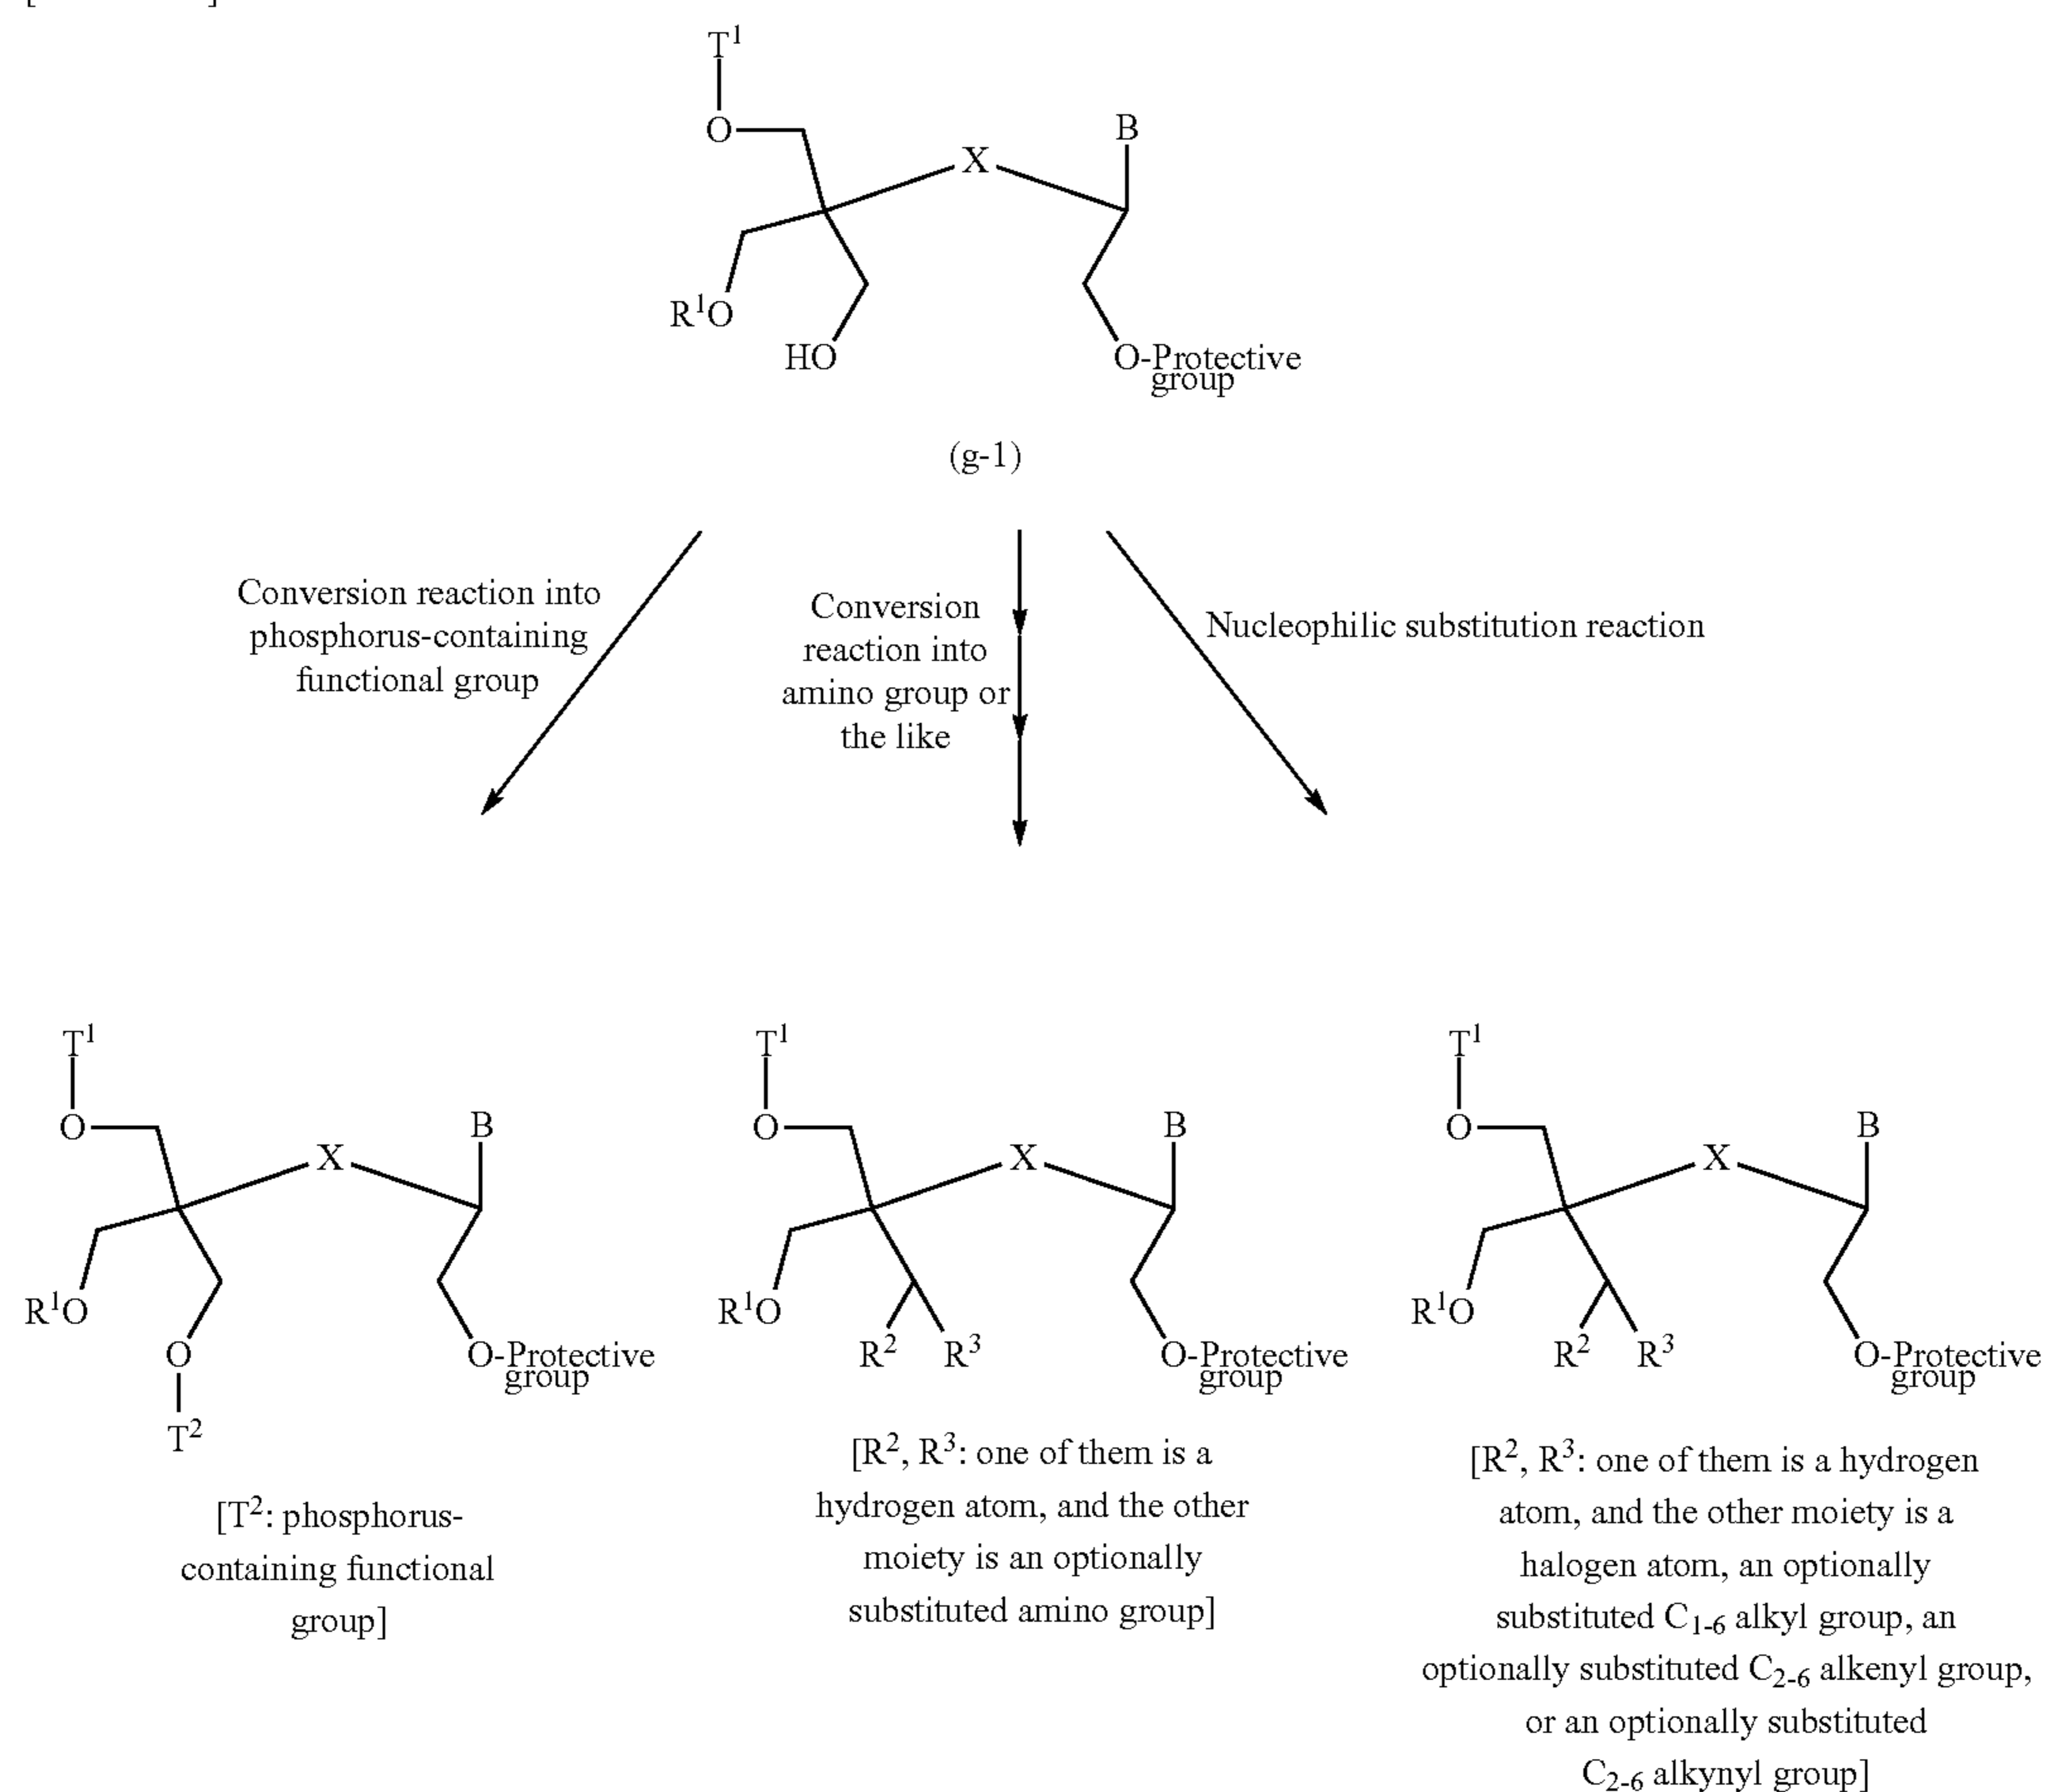 T¹
O
B
X
R¹O
HO
O-Protective
group
(g-1)
Conversion reaction into
phosphorus-containing
functional group
Conversion
reaction into
amino group or
the like
Nucleophilic substitution reaction
T¹
O
B
X
R¹O
O
O-Protective
group
T²
[T²: phosphorus-
containing functional
group]
T¹
O
B
X
R¹O
R²
R³
O-Protective
group
[R², R³: one of them is a
hydrogen atom, and the other
moiety is an optionally
substituted amino group]
T¹
O
B
X
R¹O
R²
R³
O-Protective
group
[R², R³: one of them is a hydrogen
atom, and the other moiety is a
halogen atom, an optionally
substituted C₁₋₆ alkyl group, an
optionally substituted C₂₋₆ alkenyl group,
or an optionally substituted
C₂₋₆ alkynyl group]